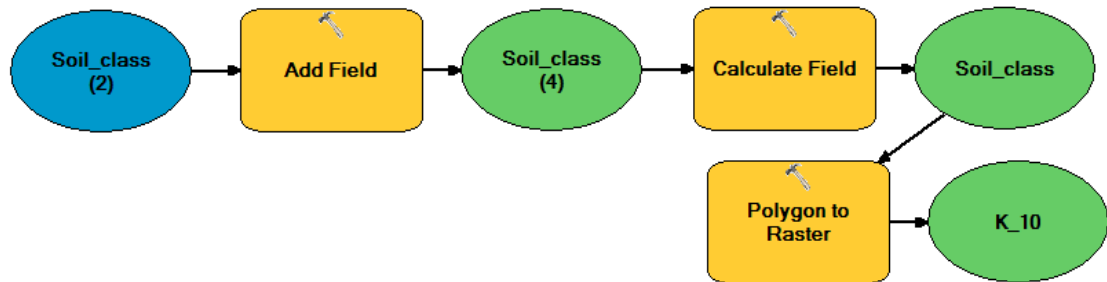 Soil_class
(2)
Add Field
Soil_class
(4)
Calculate Field
Soil_class
Polygon to
Raster
K_10